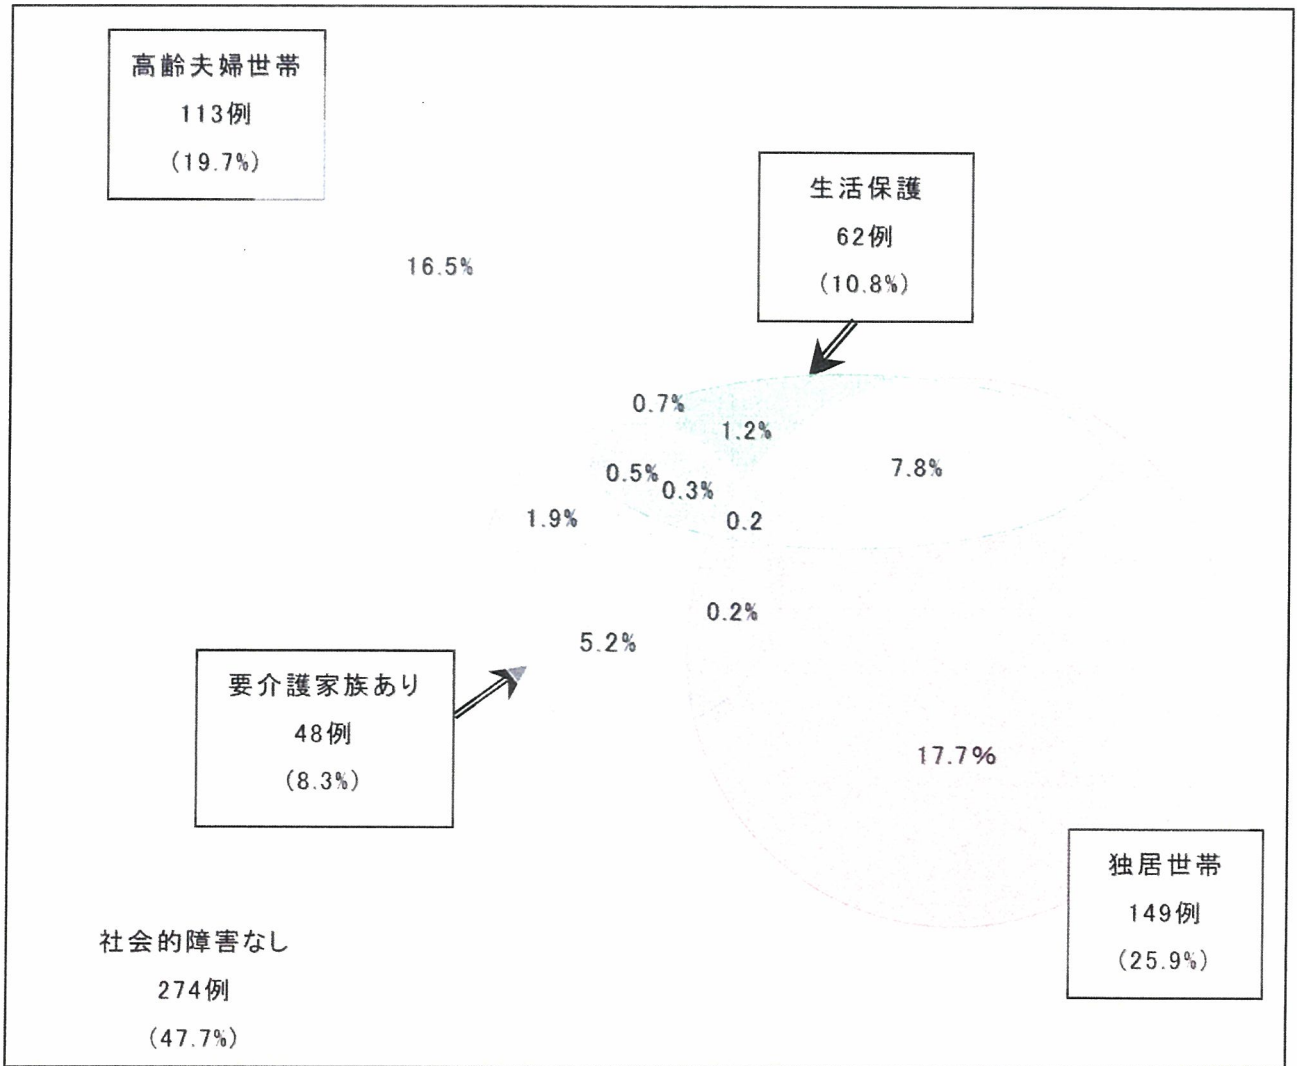 高齢夫婦世帯
113例
(19.7%)
生活保護
62例
(10.8%)
16.5%
0.7%
1.2%
7.8%
0.5%
0.3%
1.9%
0.2
0.2%
5.2%
要介護家族あり
48例
(8.3%)
17.7%
独居世帯
149例
(25.9%)
社会的障害なし
274例
(47.7%)